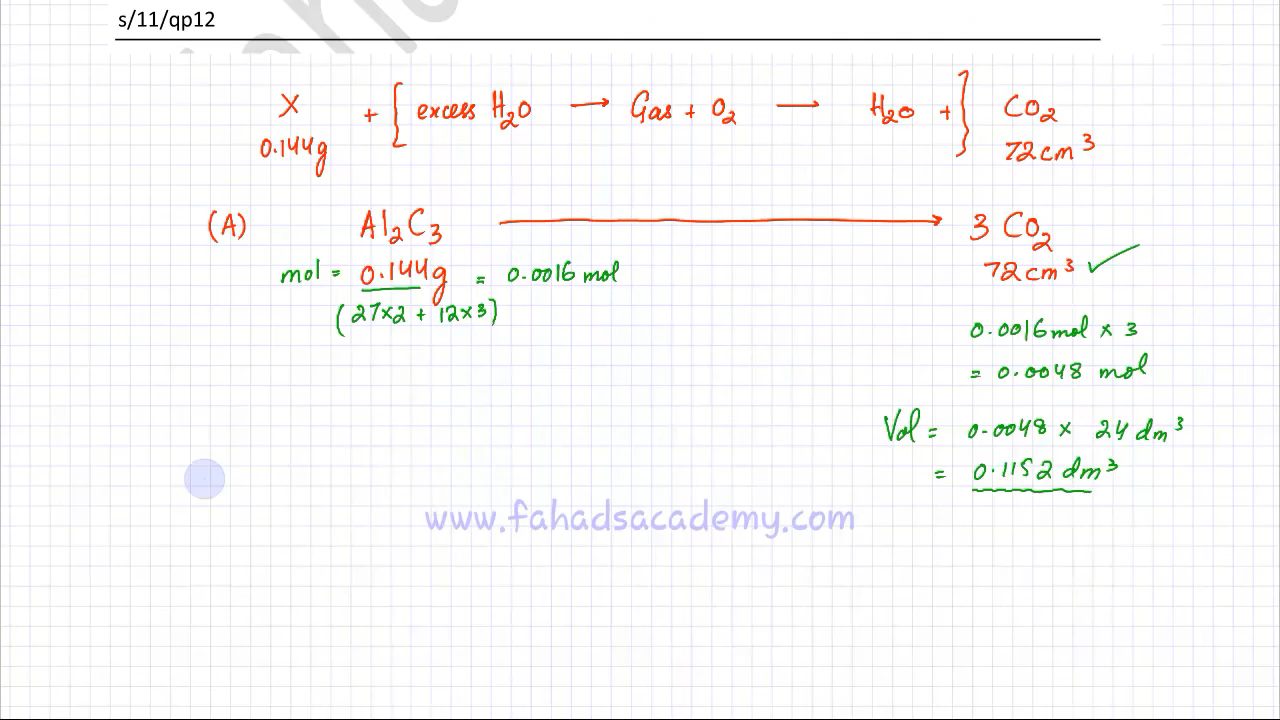 s/11/qp12
X + [ excess H₂O → Gas + O₂ → H₂O + } CO₂
0.144g 72cm³
(A) Al₂C₃ → 3 CO₂
mol = 0.144g = 0.0016 mol 72cm³ ✓
(27×2 + 12×3)
0.0016mol × 3
= 0.0048 mol
Vol = 0.0048 × 24 dm³
= 0.1152 dm³
www.fahadsacademy.com